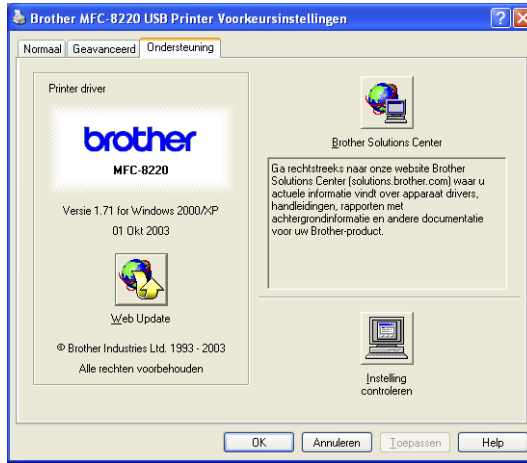 Brother MFC-8220 USB Printer Voorkeursinstellingen
Normaal Geavanceerd Ondersteuning
Printer driver
brother
MFC-8220
Versie 1.71 for Windows 2000/XP
01 Okt 2003
Web Update
© Brother Industries Ltd. 1993 - 2003
Alle rechten voorbehouden
Brother Solutions Center
Ga rechtstreeks naar onze website Brother
Solutions Center (solutions.brother.com) waar u
actuele informatie vindt over apparaat drivers,
handleidingen, rapporten met
achtergrondinformatie en andere documentatie
voor uw Brother-product.
Instelling
controleren
OK Annuleren Toepassen Help